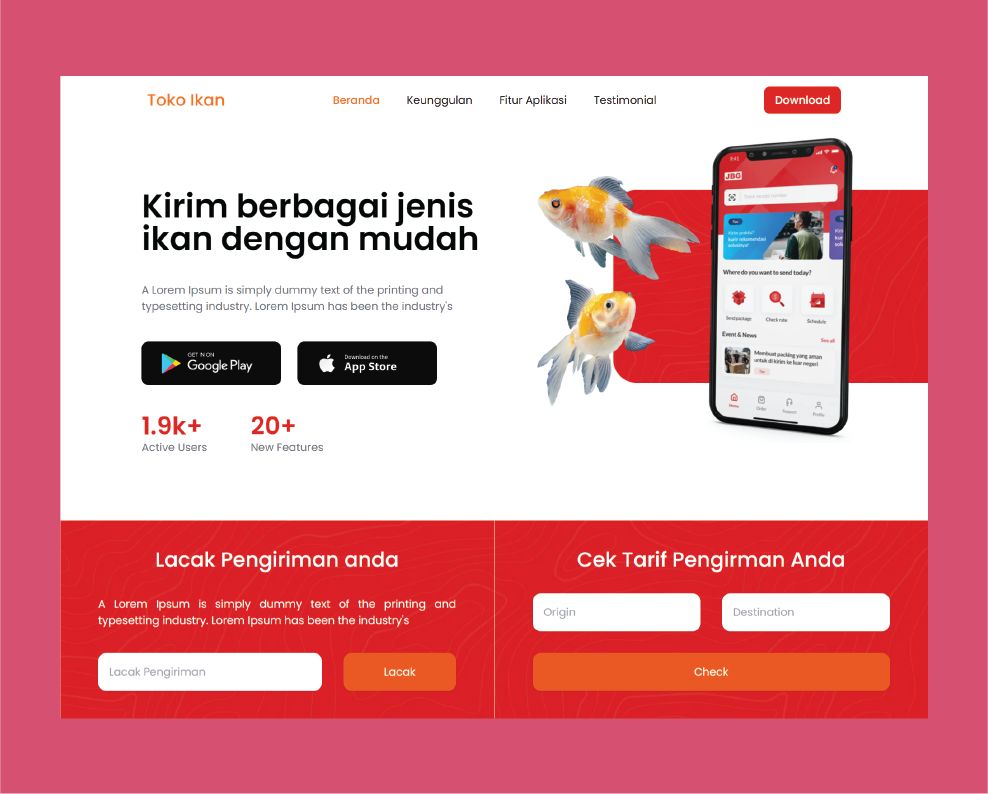 Toko Ikan
Beranda
Keunggulan
Fitur Aplikasi
Testimonial
Download
Kirim berbagai jenis
ikan dengan mudah
A Lorem Ipsum is simply dummy text of the printing and
typesetting industry. Lorem Ipsum has been the industry's
GET IN ON
Google Play
Download on the
App Store
1.9k+
Active Users
20+
New Features
9:41
JBG
Where do you want to send today?
Send package
Check rate
Schedule
Event & News
See all
Membuat packing yang aman
untuk di kirim ke luar negeri
Tips
Home
Order
Support
Profile
Lacak Pengiriman anda
A Lorem Ipsum is simply dummy text of the printing and
typesetting industry. Lorem Ipsum has been the industry's
Lacak Pengiriman
Lacak
Cek Tarif Pengirman Anda
Origin
Destination
Check